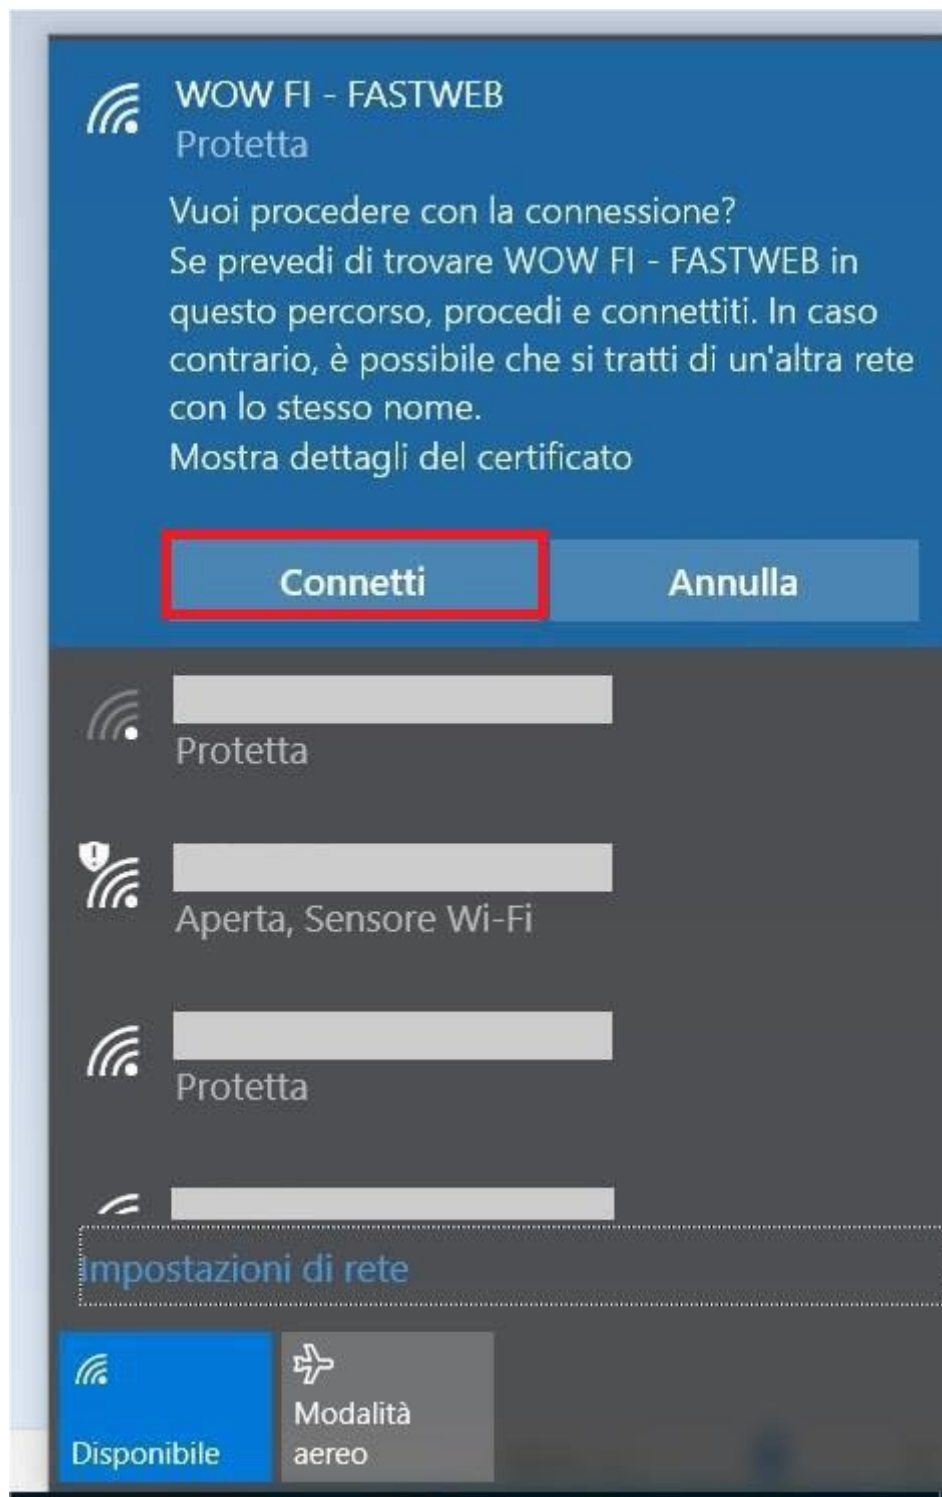 WOW FI - FASTWEB
Protetta
Vuoi procedere con la connessione?
Se prevedi di trovare WOW FI - FASTWEB in
questo percorso, procedi e connettiti. In caso
contrario, è possibile che si tratti di un'altra rete
con lo stesso nome.
Mostra dettagli del certificato
Connetti
Annulla
Protetta
Aperta, Sensore Wi-Fi
Protetta
Impostazioni di rete
Disponibile
Modalità
aereo